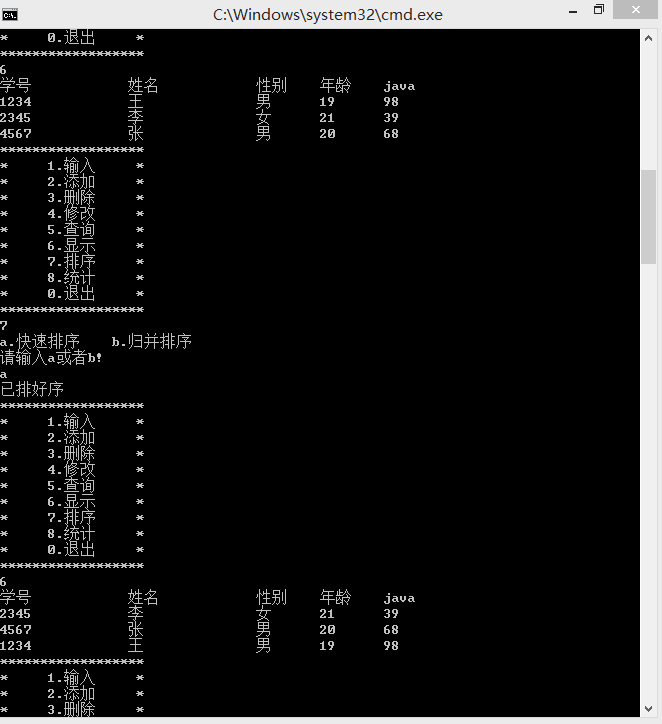 C:\Windows\system32\cmd.exe
* 0.退出 *
******************
6
学号 姓名 性别 年龄 java
1234 王 男 19 98
2345 李 女 21 39
4567 张 男 20 68
******************
* 1.输入 *
* 2.添加 *
* 3.删除 *
* 4.修改 *
* 5.查询 *
* 6.显示 *
* 7.排序 *
* 8.统计 *
* 0.退出 *
******************
7
a.快速排序 b.归并排序
请输入a或者b!
a
已排好序
******************
* 1.输入 *
* 2.添加 *
* 3.删除 *
* 4.修改 *
* 5.查询 *
* 6.显示 *
* 7.排序 *
* 8.统计 *
* 0.退出 *
******************
6
学号 姓名 性别 年龄 java
2345 李 女 21 39
4567 张 男 20 68
1234 王 男 19 98
******************
* 1.输入 *
* 2.添加 *
* 3.删除 *